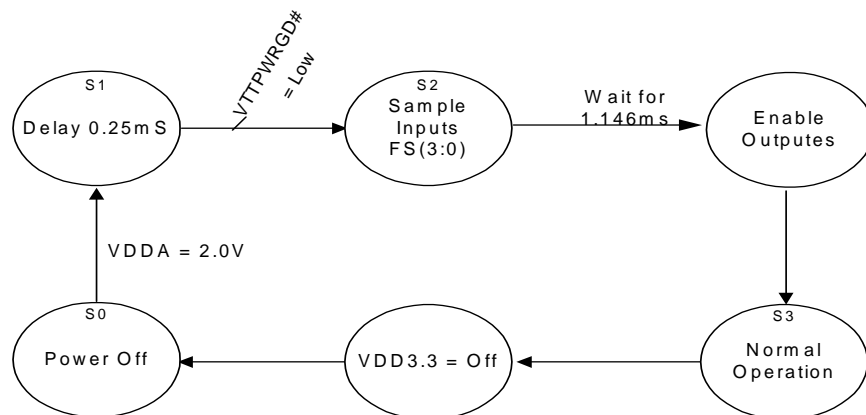 S1
Delay 0.25mS
VTTPWRGD#
= Low
S2
Sample
Inputs
FS(3:0)
Wait for
1.146ms
Enable
Outputes
VDDA = 2.0V
S0
Power Off
VDD3.3 = Off
S3
Normal
Operation